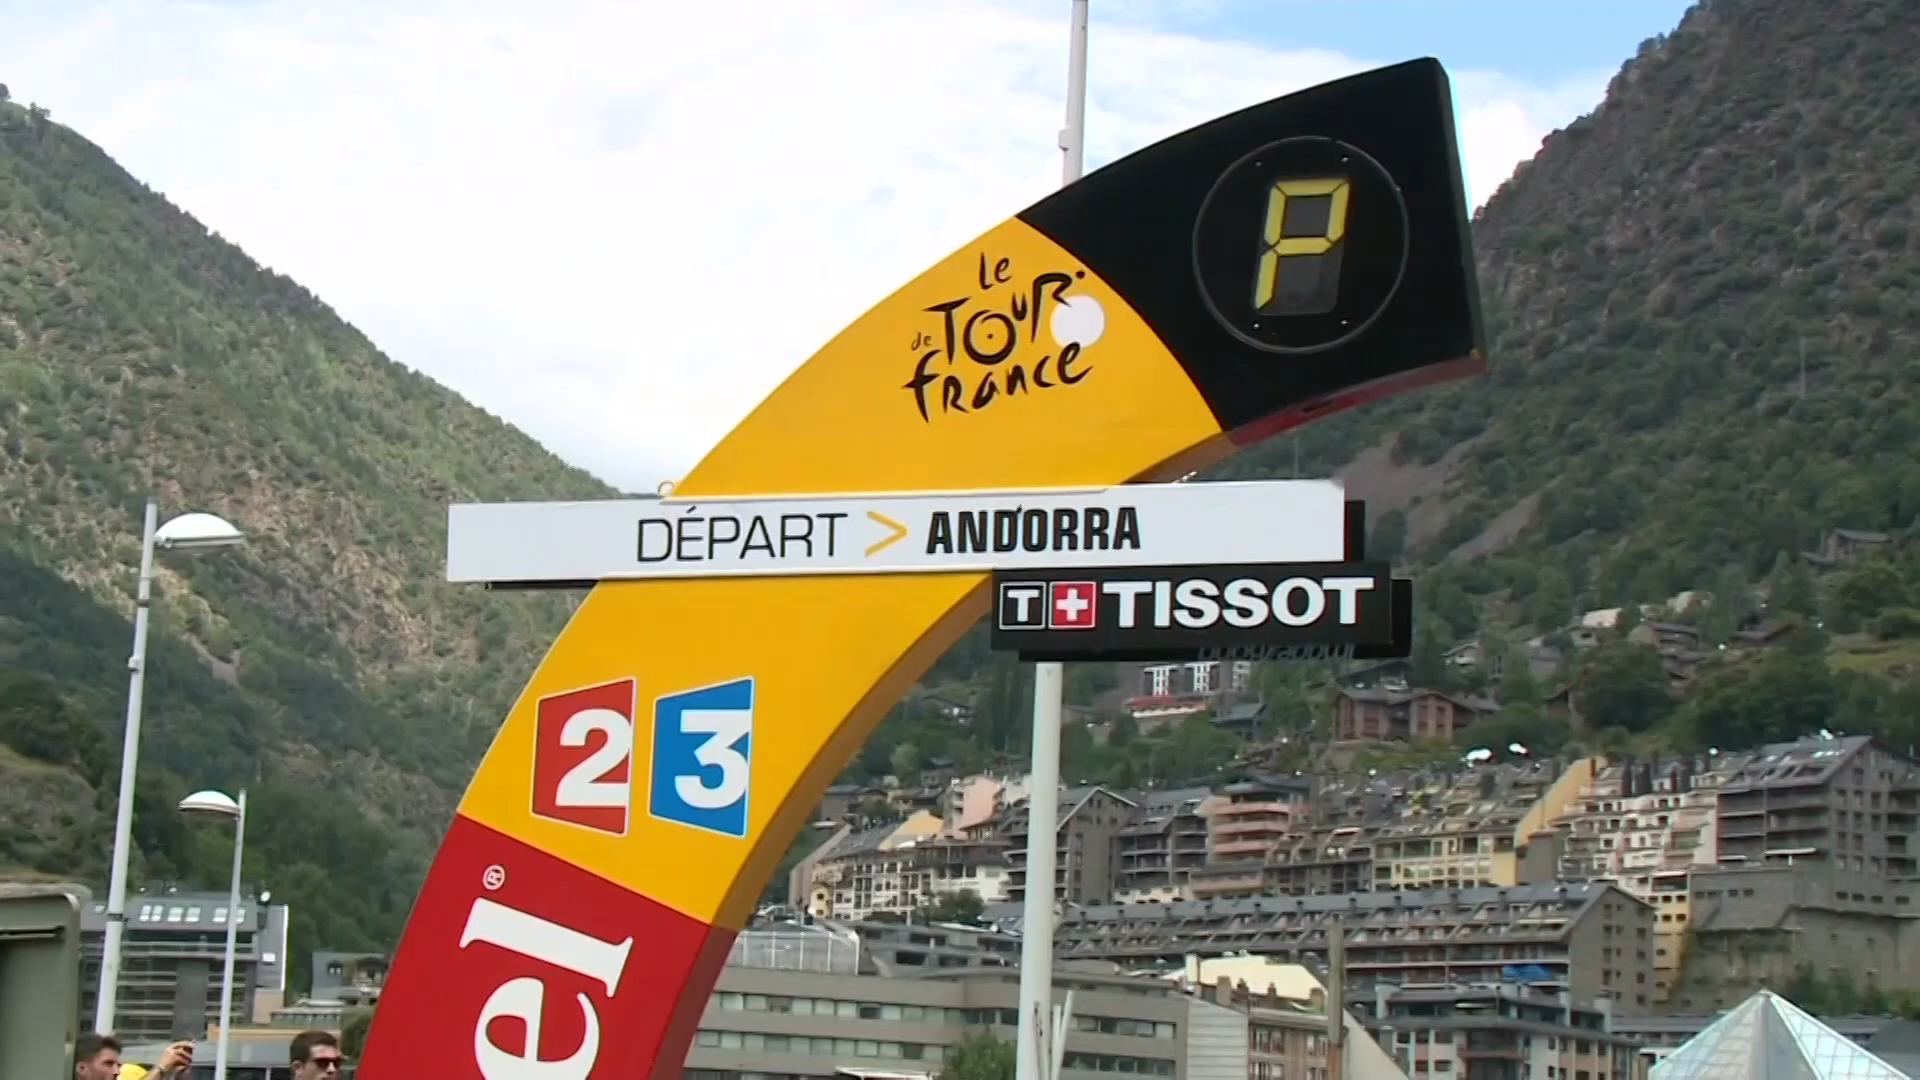 P
Le
TOUR
de
france
DÉPART > ANDORRA
T+ TISSOT
2 3
el®